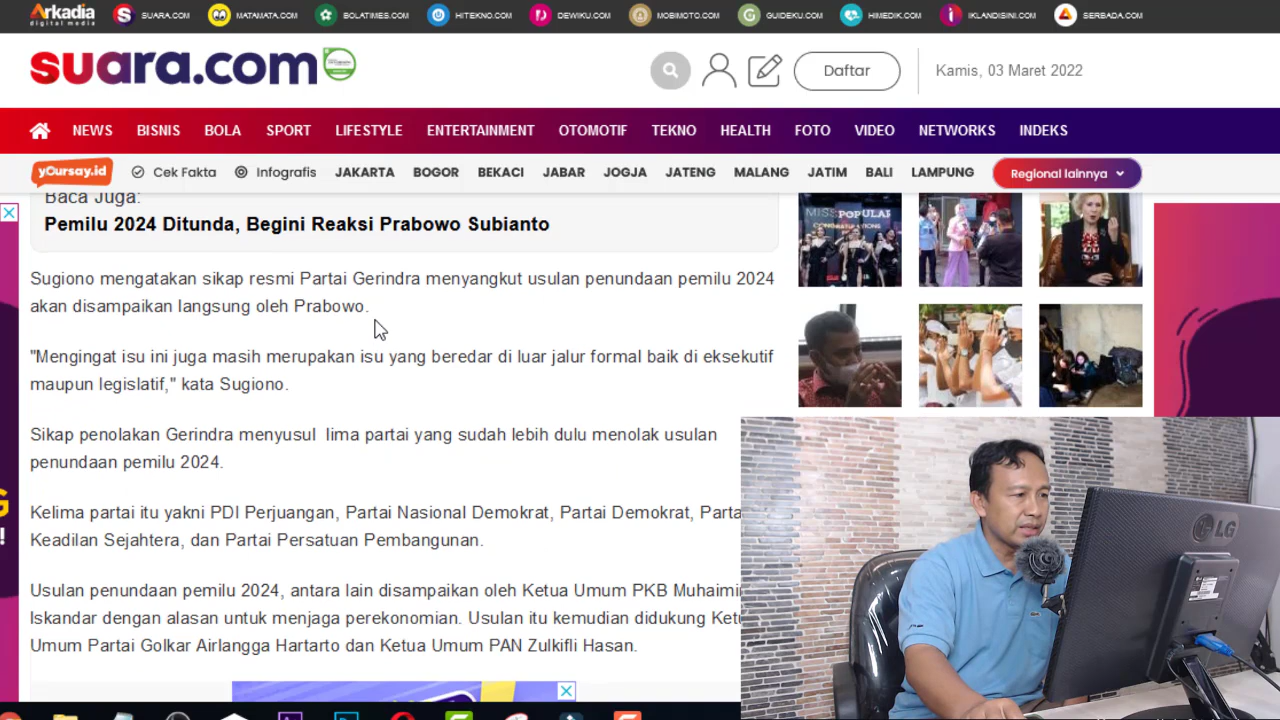 Arkadia
digital media
SUARA.COM
MATAMATA.COM
BOLATIMES.COM
HITEKNO.COM
DEWIKU.COM
MOBIMOTO.COM
GUIDEKU.COM
HIMEDIK.COM
IKLANDISINI.COM
SERBADA.COM
suara.com
Daftar
Kamis, 03 Maret 2022
NEWS BISNIS BOLA SPORT LIFESTYLE ENTERTAINMENT OTOMOTIF TEKNO HEALTH FOTO VIDEO NETWORKS INDEKS
yOursay.id Cek Fakta Infografis JAKARTA BOGOR BEKACI JABAR JOGJA JATENG MALANG JATIM BALI LAMPUNG Regional lainnya
Baca Juga:
Pemilu 2024 Ditunda, Begini Reaksi Prabowo Subianto
MISS POPULAR
CONGRATULATIONS
Sugiono mengatakan sikap resmi Partai Gerindra menyangkut usulan penundaan pemilu 2024
akan disampaikan langsung oleh Prabowo.
"Mengingat isu ini juga masih merupakan isu yang beredar di luar jalur formal baik di eksekutif
maupun legislatif," kata Sugiono.
Sikap penolakan Gerindra menyusul lima partai yang sudah lebih dulu menolak usulan
penundaan pemilu 2024.
Kelima partai itu yakni PDI Perjuangan, Partai Nasional Demokrat, Partai Demokrat, Parta
Keadilan Sejahtera, dan Partai Persatuan Pembangunan.
Usulan penundaan pemilu 2024, antara lain disampaikan oleh Ketua Umum PKB Muhaimi
Iskandar dengan alasan untuk menjaga perekonomian. Usulan itu kemudian didukung Ket
Umum Partai Golkar Airlangga Hartarto dan Ketua Umum PAN Zulkifli Hasan.
G
!
LG